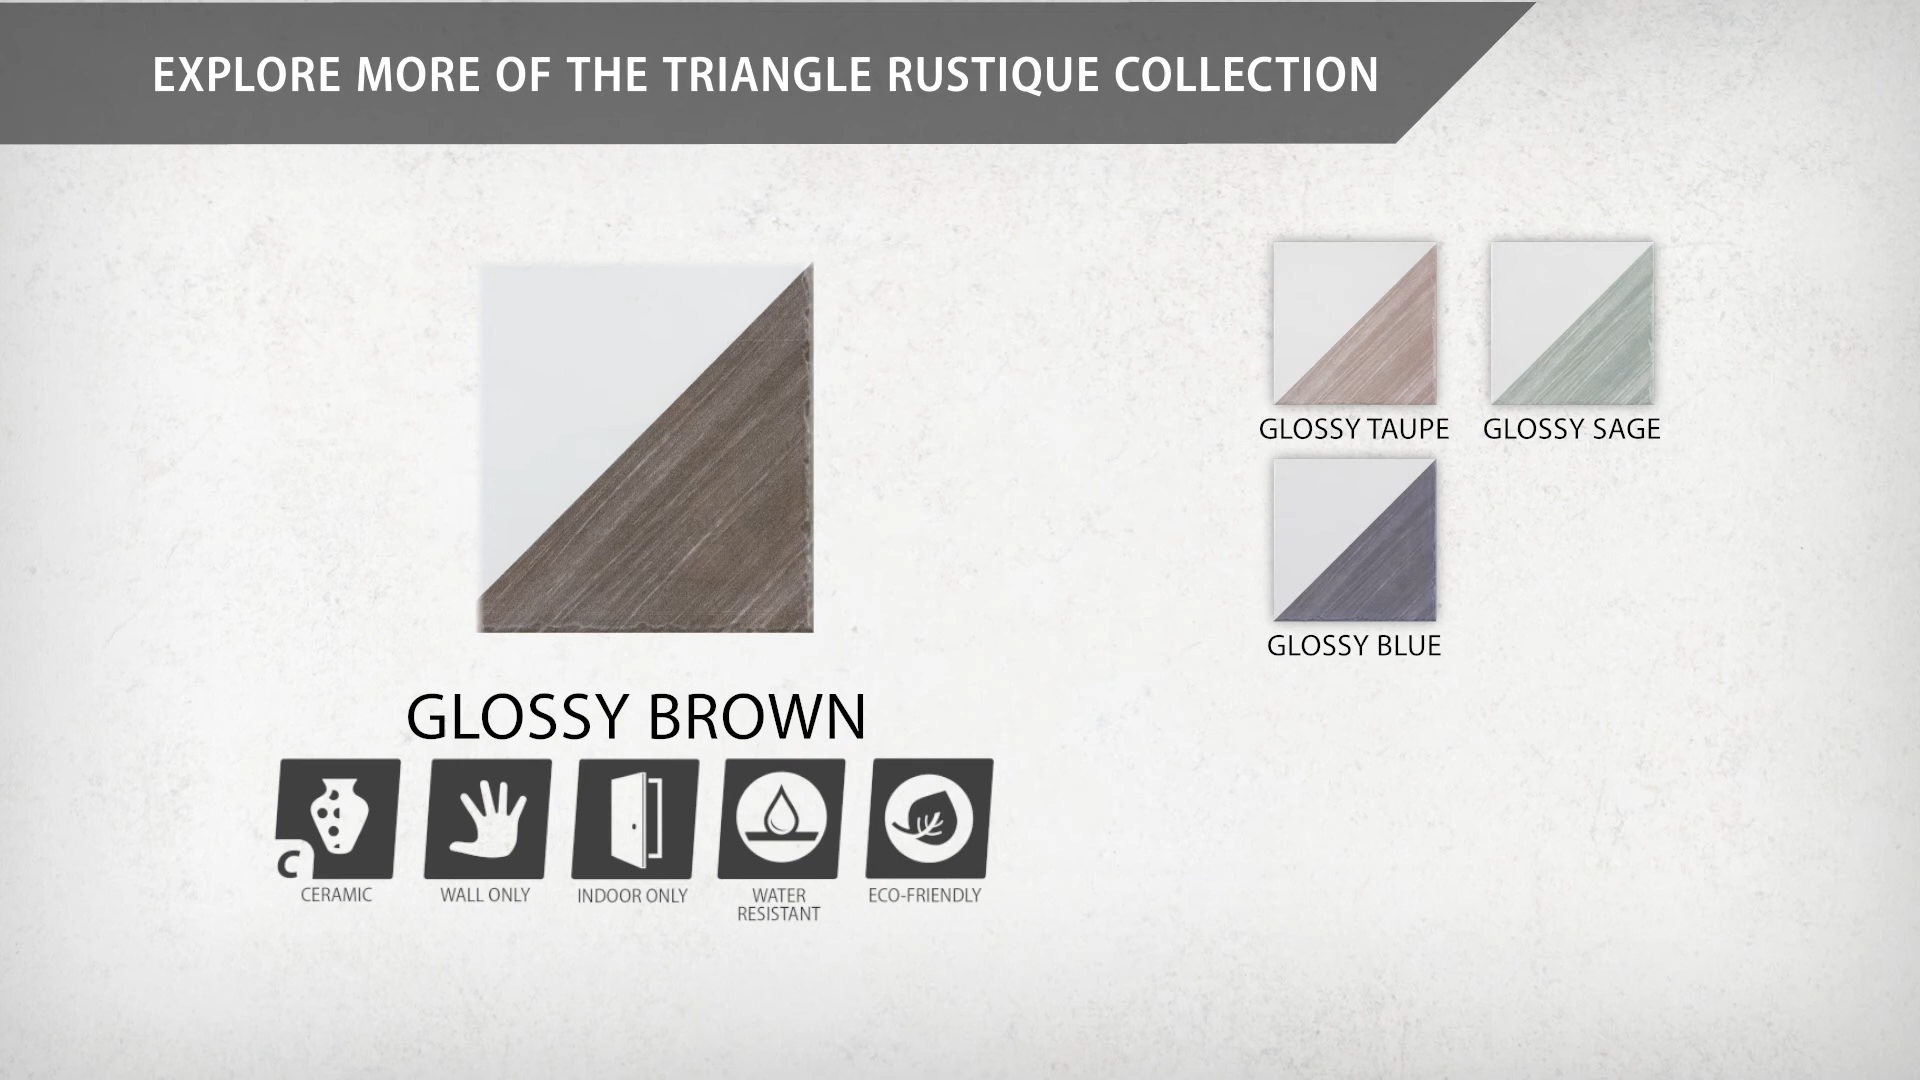 EXPLORE MORE OF THE TRIANGLE RUSTIQUE COLLECTION
GLOSSY BROWN
C
CERAMIC
WALL ONLY
INDOOR ONLY
WATER
RESISTANT
ECO-FRIENDLY
GLOSSY TAUPE
GLOSSY SAGE
GLOSSY BLUE